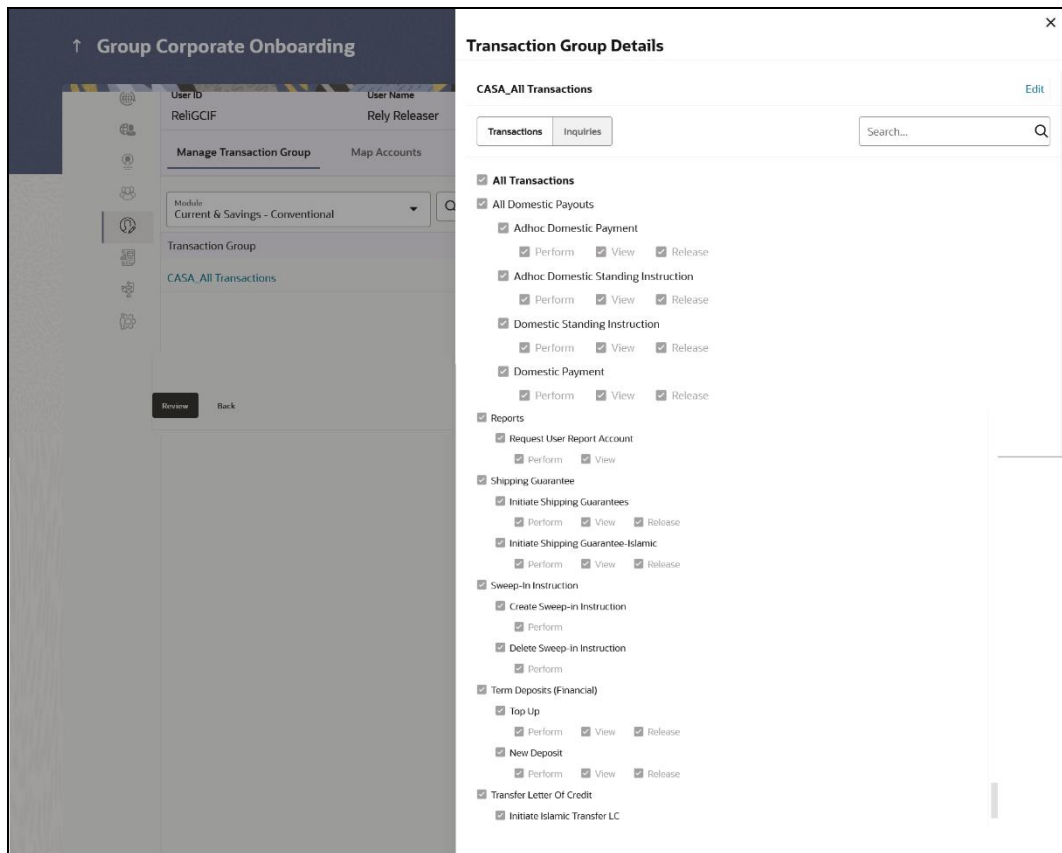 ↑ Group Corporate Onboarding
User ID User Name
ReliGCIF Rely Releaser
Manage Transaction Group Map Accounts
Module
Current & Savings - Conventional
Transaction Group
CASA_All Transactions
Review Back
Transaction Group Details
CASA_All Transactions Edit
Transactions Inquiries Search...
All Transactions
All Domestic Payouts
Adhoc Domestic Payment
Perform View Release
Adhoc Domestic Standing Instruction
Perform View Release
Domestic Standing Instruction
Perform View Release
Domestic Payment
Perform View Release
Reports
Request User Report Account
Perform View
Shipping Guarantee
Initiate Shipping Guarantees
Perform View Release
Initiate Shipping Guarantee-Islamic
Perform View Release
Sweep-In Instruction
Create Sweep-in Instruction
Perform
Delete Sweep-in Instruction
Perform
Term Deposits (Financial)
Top Up
Perform View Release
New Deposit
Perform View Release
Transfer Letter Of Credit
Initiate Islamic Transfer LC